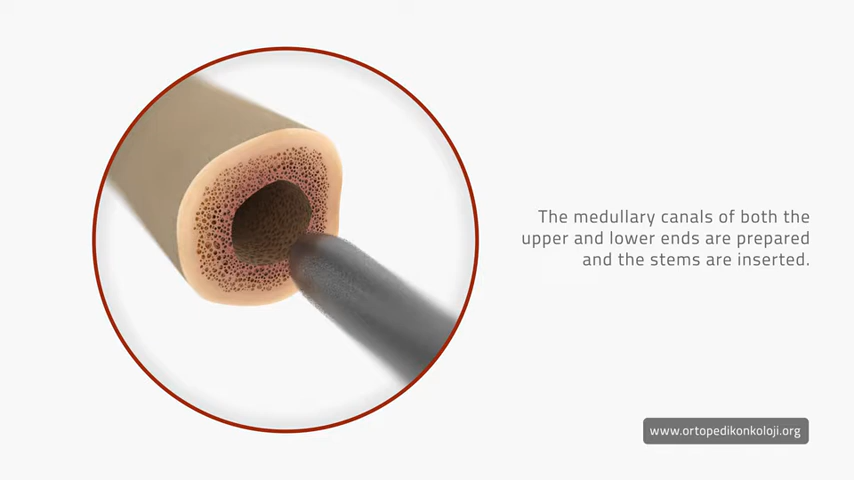 The medullary canals of both the
upper and lower ends are prepared
and the stems are inserted.
www.ortopedikonkoloji.org